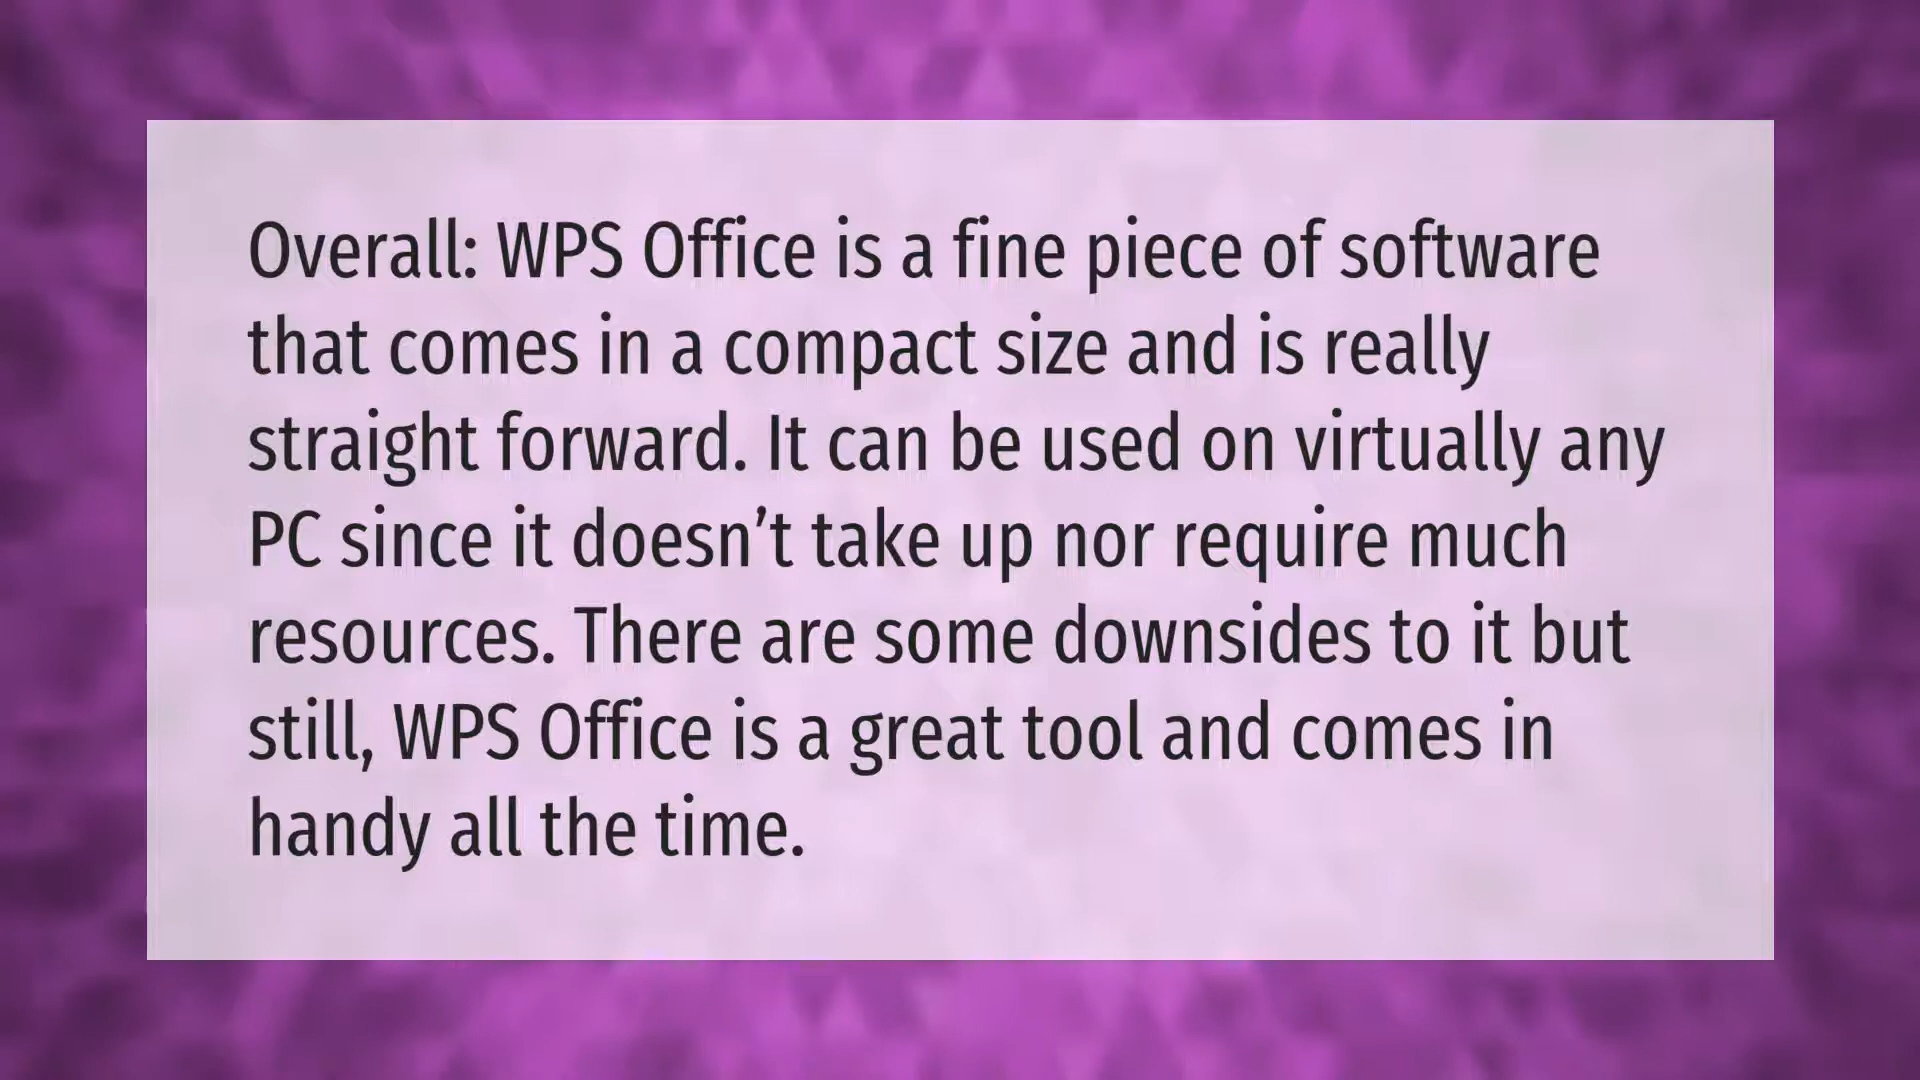 Overall: WPS Office is a fine piece of software
that comes in a compact size and is really
straight forward. It can be used on virtually any
PC since it doesn’t take up nor require much
resources. There are some downsides to it but
still, WPS Office is a great tool and comes in
handy all the time.